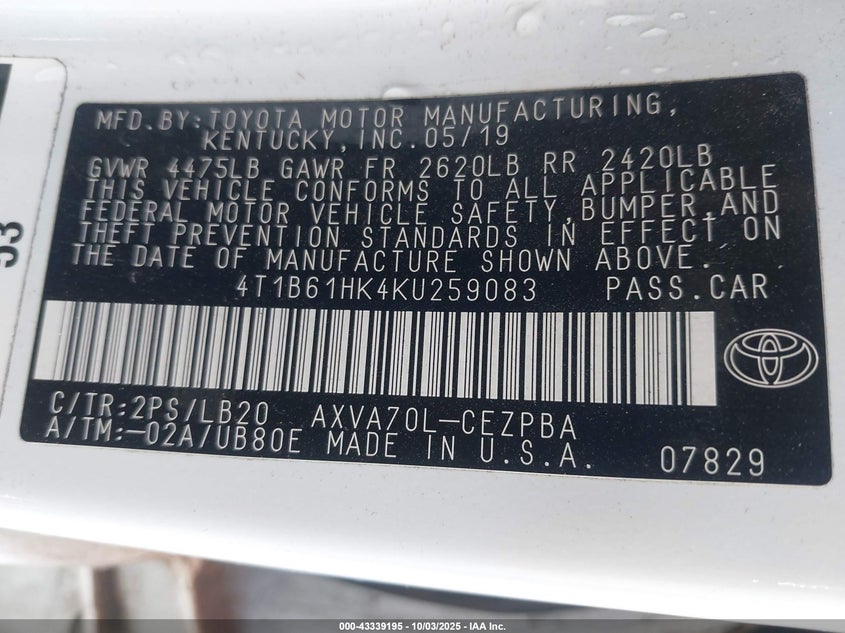 MFD.BY:TOYOTA MOTOR MANUFACTURING,
KENTUCKY,INC.05/19
GVWR 4475LB GAWR FR 2620LB RR 2420LB
THIS VEHICLE CONFORMS TO ALL APPLICABLE
FEDERAL MOTOR VEHICLE SAFETY,BUMPER,AND
THEFT PREVENTION STANDARDS IN EFFECT ON
THE DATE OF MANUFACTURE SHOWN ABOVE.
4T1B61HK4KU259083 PASS.CAR
C/TR:2PS/LB20 AXVA70L-CEZPBA
A/TM:-02A/UB80E MADE IN U.S.A. 07829
53
000-43339195 - 10/03/2025 - IAA Inc.